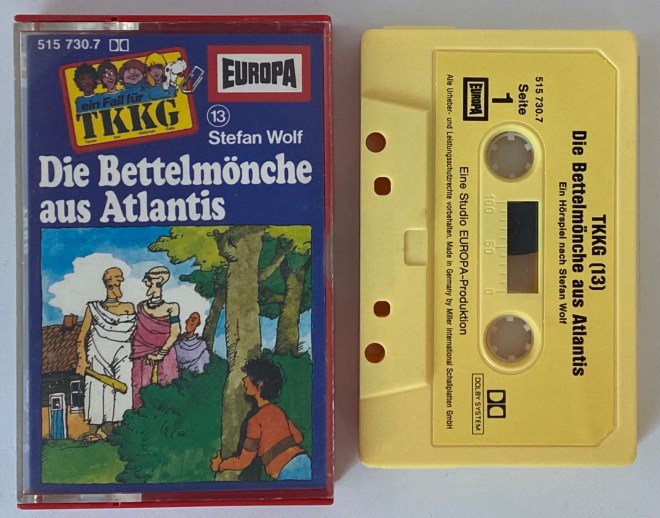 515 730.7
ein Fall für
TKKG
EUROPA
13
Stefan Wolf
Die Bettelmönche
aus Atlantis
TKKG (13)
Die Bettelmönche aus Atlantis
Ein Hörspiel nach Stefan Wolf
515 730.7
Seite
1
EUROPA
100 50 0
DOLBY SYSTEM
Eine Studio EUROPA-Produktion
Alle Urheber- und Leistungsschutzrechte vorbehalten. Made in Germany by Miller International Schallplatten GmbH